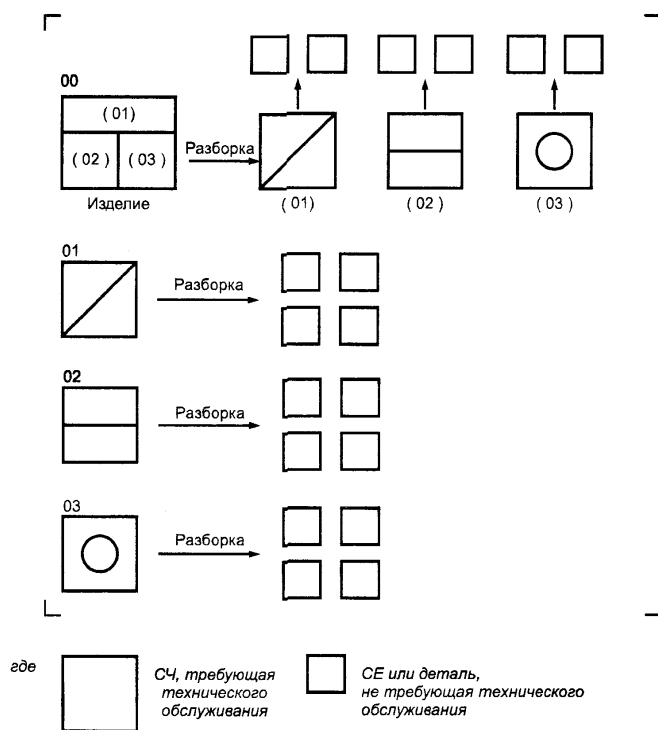 00
( 01)
( 02 ) ( 03 )
Изделие
Разборка
( 01)
( 02 )
( 03 )
01
Разборка
02
Разборка
03
Разборка
где
СЧ, требующая
технического
обслуживания
СЕ или деталь,
не требующая технического
обслуживания